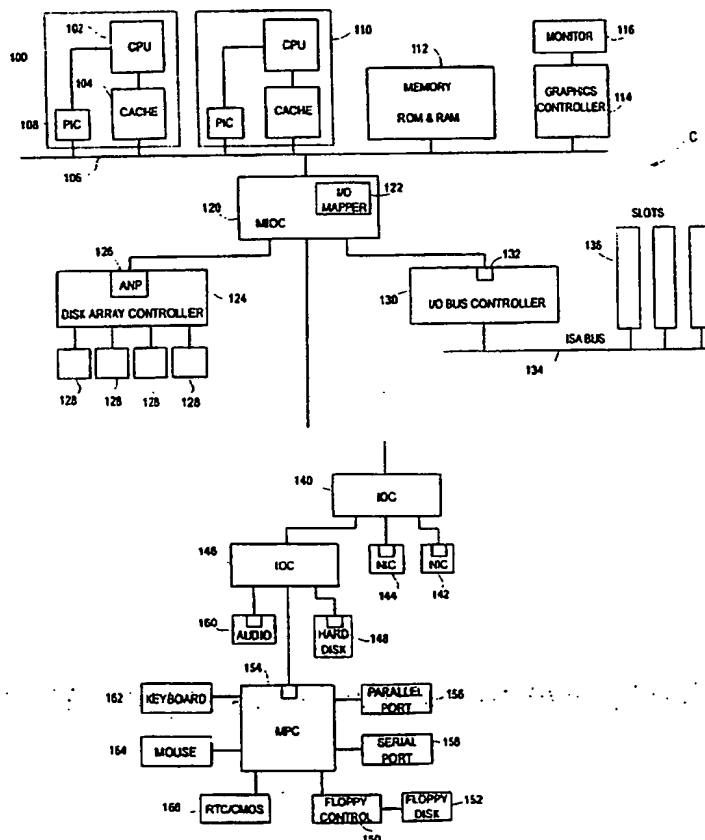 102
CPU
110
CPU
100
104
CACHE
CACHE
108
PIC
PIC
106
112
MEMORY
ROM & RAM
MONITOR
116
GRAPHICS
CONTROLLER
114
C
120
MIOC
I/O
MAPPER
122
126
ANP
DISK ARRAY CONTROLLER
124
128
128
128
128
132
130
I/O BUS CONTROLLER
SLOTS
136
ISA BUS
134
140
IOC
146
IOC
NIC
144
NIC
142
160
AUDIO
HARD
DISK
148
154
162
KEYBOARD
PARALLEL
PORT
156
MPC
164
MOUSE
SERIAL
PORT
158
166
RTC/CMOS
FLOPPY
CONTROL
150
FLOPPY
DISK
152